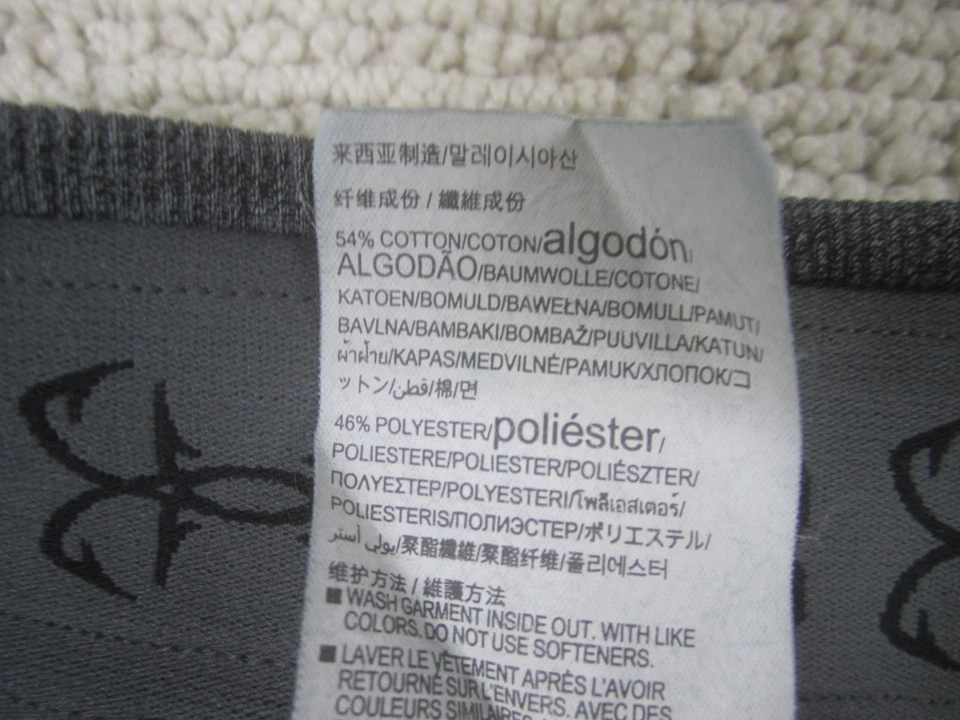 来西亚制造/말레이시아산
纤维成份 / 纖維成份
54% COTTON/COTON/algodón/
ALGODÃO/BAUMWOLLE/COTONE/
KATOEN/BOMULD/BAWEŁNA/BOMULL/PAMUT/
BAVLNA/BAMBAKI/BOMBAŽ/PUUVILLA/KATUN/
ผ้าฝ้าย/KAPAS/MEDVILNÉ/PAMUK/ХЛОПОК/コ
ットン/قطن/棉/면
46% POLYESTER/poliéster/
POLIESTERE/POLIESTER/POLIÉSZTER/
ΠΟΛΥΕΣΤΕΡ/POLYESTERI/โพลีเอสเตอร์/
POLIESTERIS/ПОЛИЭСТЕР/ポリエステル/
بولي أستر/聚酯纖維/聚酯纤维/폴리에스터
维护方法 / 維護方法
■ WASH GARMENT INSIDE OUT. WITH LIKE
COLORS. DO NOT USE SOFTENERS.
■ LAVER LE VÊTEMENT APRÈS L'AVOIR
RETOURNÉ SUR L'ENVERS. AVEC DES
COULEURS SIMILAIRES